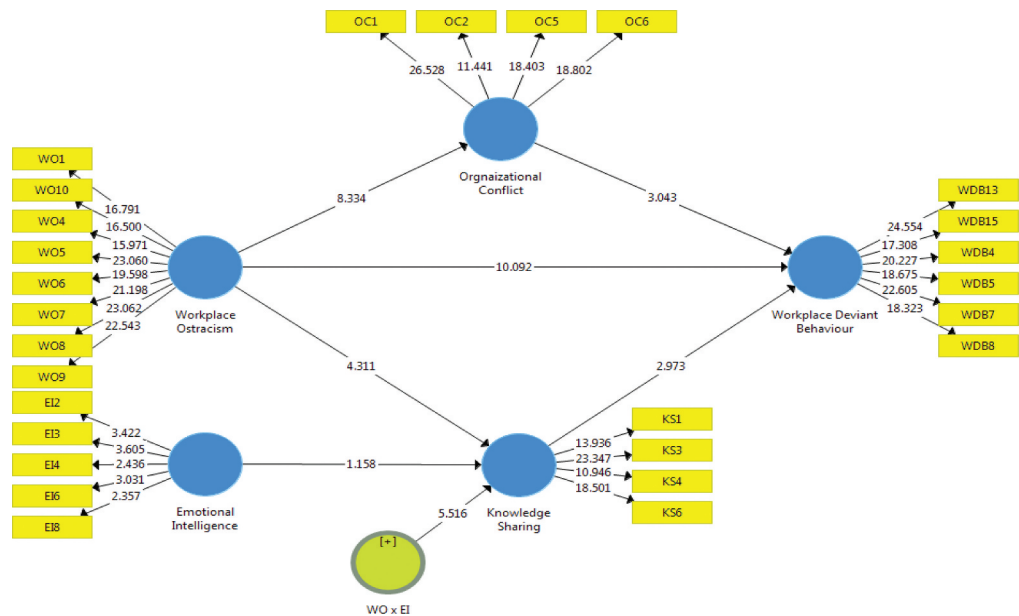 OC1
OC2
OC5
OC6
26.528
11.441
18.403
18.802
Orgnaizational
Conflict
WO1
WO10
WO4
WO5
WO6
WO7
WO8
WO9
16.791
16.500
15.971
23.060
19.598
21.198
23.062
22.543
Workplace
Ostracism
8.334
3.043
10.092
4.311
2.973
WDB13
WDB15
WDB4
WDB5
WDB7
WDB8
24.554
17.308
20.227
18.675
22.605
18.323
Workplace Deviant
Behaviour
EI2
EI3
EI4
EI6
EI8
3.422
3.605
2.436
3.031
2.357
Emotional
Intelligence
1.158
5.516
KS1
KS3
KS4
KS6
13.936
23.347
10.946
18.501
Knowledge
Sharing
[+]
WO x EI